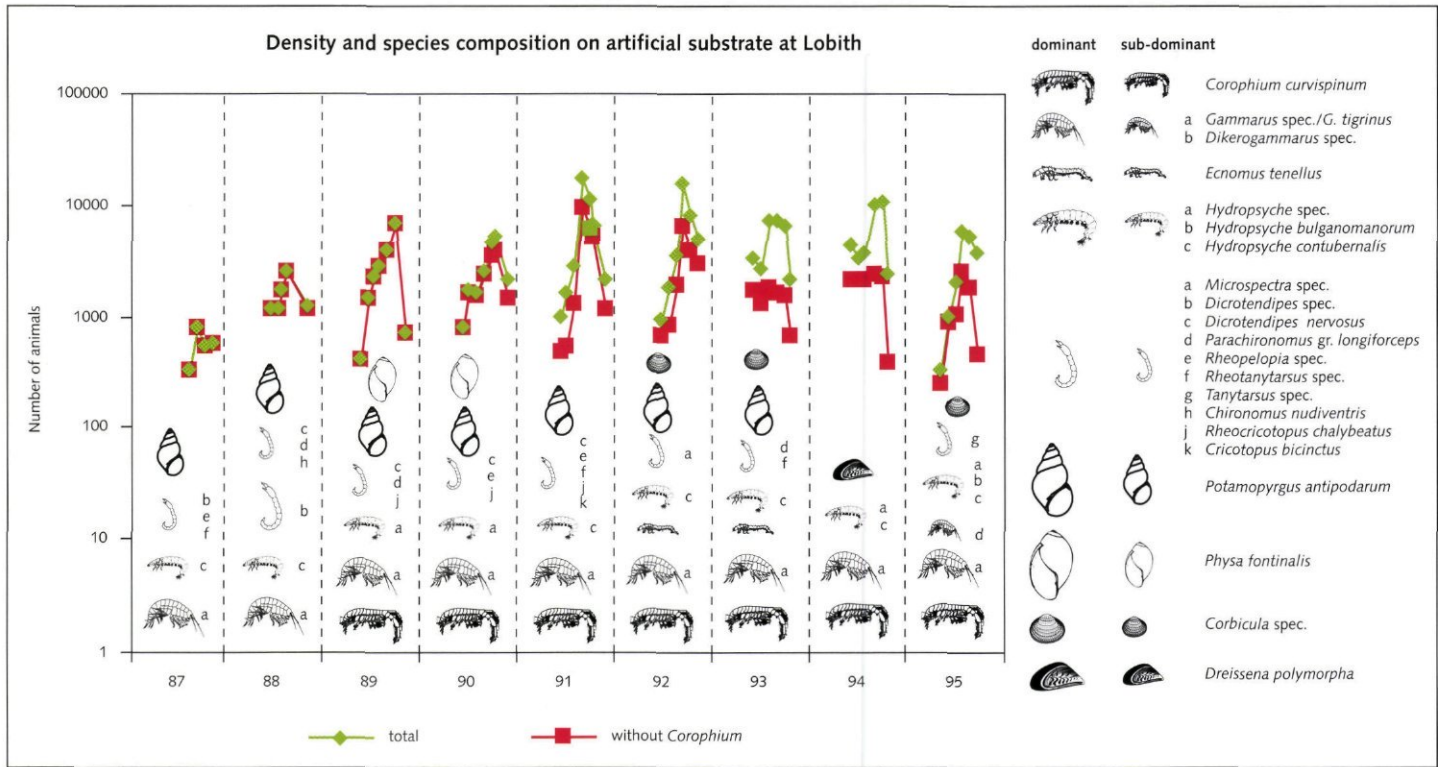 Density and species composition on artificial substrate at Lobith
Number of animals
100000
10000
1000
100
10
1
87 88 89 90 91 92 93 94 95
b
e
f
c
a
c
d
h
b
c
a
c
d
j
a
a
c
e
j
a
a
c
e
f
j
k
c
a
a
c
a
d
f
c
a
a
c
a
g
a
b
c
d
a
total
without Corophium
dominant sub-dominant
Corophium curvispinum
a Gammarus spec./G. tigrinus
b Dikerogammarus spec.
Ecnomus tenellus
a Hydropsyche spec.
b Hydropsyche bulganomanorum
c Hydropsyche contubernalis
a Microspectra spec.
b Dicrotendipes spec.
c Dicrotendipes nervosus
d Parachironomus gr. longiforceps
e Rheopelopia spec.
f Rheotanytarsus spec.
g Tanytarsus spec.
h Chironomus nudiventris
j Rheocricotopus chalybeatus
k Cricotopus bicinctus
Potamopyrgus antipodarum
Physa fontinalis
Corbicula spec.
Dreissena polymorpha